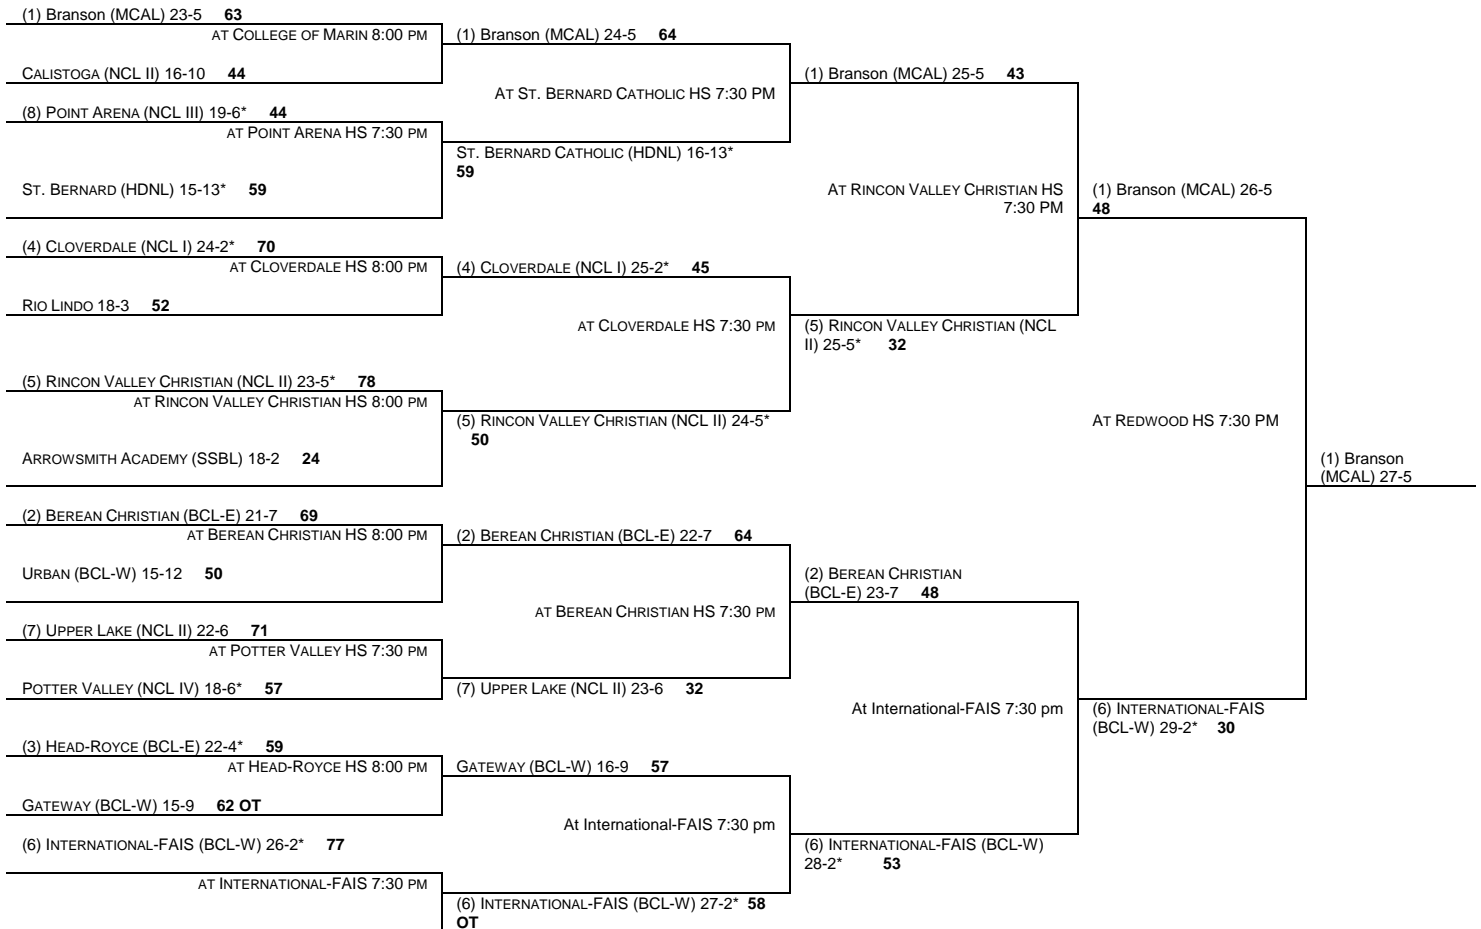 (1) Branson (MCAL) 23-5 63
AT COLLEGE OF MARIN 8:00 PM
CALISTOGA (NCL II) 16-10 44
(8) POINT ARENA (NCL III) 19-6* 44
AT POINT ARENA HS 7:30 PM
ST. BERNARD (HDNL) 15-13* 59
(4) CLOVERDALE (NCL I) 24-2* 70
AT CLOVERDALE HS 8:00 PM
RIO LINDO 18-3 52
(5) RINCON VALLEY CHRISTIAN (NCL II) 23-5* 78
AT RINCON VALLEY CHRISTIAN HS 8:00 PM
ARROWSMITH ACADEMY (SSBL) 18-2 24
(2) BEREAN CHRISTIAN (BCL-E) 21-7 69
AT BEREAN CHRISTIAN HS 8:00 PM
URBAN (BCL-W) 15-12 50
(7) UPPER LAKE (NCL II) 22-6 71
AT POTTER VALLEY HS 7:30 PM
POTTER VALLEY (NCL IV) 18-6* 57
(3) HEAD-ROYCE (BCL-E) 22-4* 59
AT HEAD-ROYCE HS 8:00 PM
GATEWAY (BCL-W) 15-9 62 OT
(6) INTERNATIONAL-FAIS (BCL-W) 26-2* 77
AT INTERNATIONAL-FAIS 7:30 PM
(1) Branson (MCAL) 24-5 64
AT ST. BERNARD CATHOLIC HS 7:30 PM
ST. BERNARD CATHOLIC (HDNL) 16-13*
59
(4) CLOVERDALE (NCL I) 25-2* 45
AT CLOVERDALE HS 7:30 PM
(5) RINCON VALLEY CHRISTIAN (NCL II) 24-5*
50
(2) BEREAN CHRISTIAN (BCL-E) 22-7 64
AT BEREAN CHRISTIAN HS 7:30 PM
(7) UPPER LAKE (NCL II) 23-6 32
GATEWAY (BCL-W) 16-9 57
At International-FAIS 7:30 pm
(6) INTERNATIONAL-FAIS (BCL-W) 27-2* 58
OT
(1) Branson (MCAL) 25-5 43
AT RINCON VALLEY CHRISTIAN HS
7:30 PM
(5) RINCON VALLEY CHRISTIAN (NCL
II) 25-5* 32
(2) BEREAN CHRISTIAN
(BCL-E) 23-7 48
At International-FAIS 7:30 pm
(6) INTERNATIONAL-FAIS (BCL-W)
28-2* 53
(1) Branson (MCAL) 26-5
48
AT REDWOOD HS 7:30 PM
(6) INTERNATIONAL-FAIS
(BCL-W) 29-2* 30
(1) Branson
(MCAL) 27-5